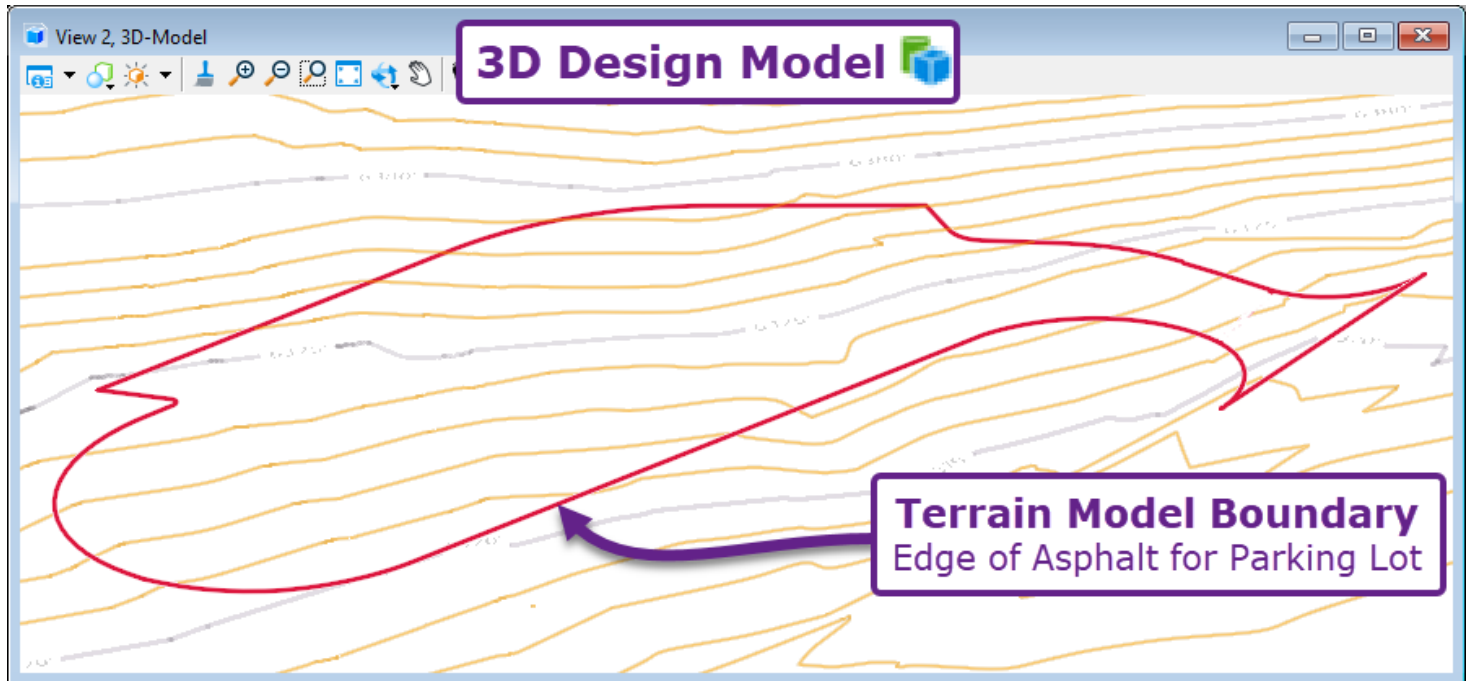 View 2, 3D-Model
3D Design Model
Terrain Model Boundary
Edge of Asphalt for Parking Lot